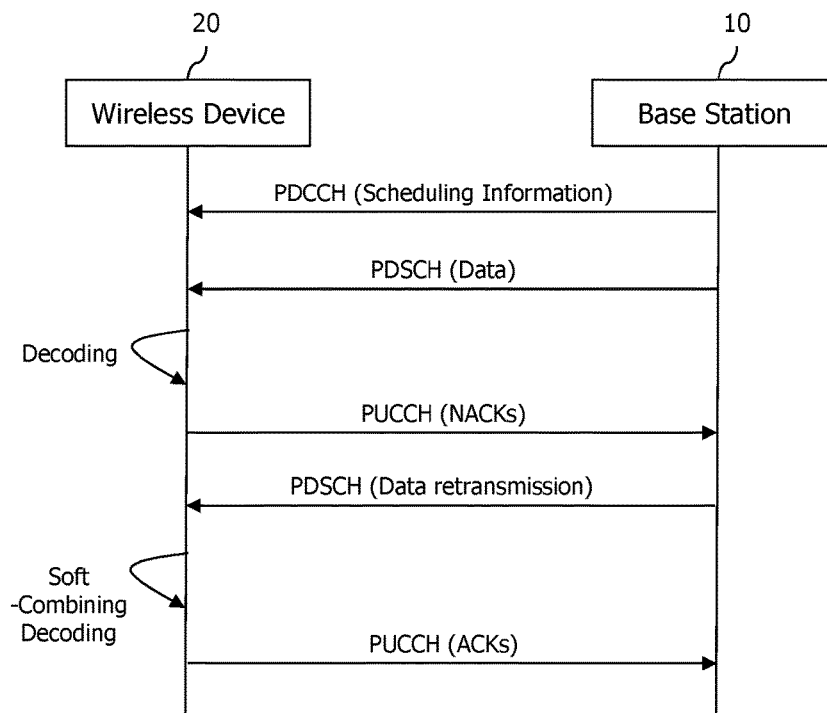 20
10
Wireless Device
Base Station
PDCCH (Scheduling Information)
PDSCH (Data)
Decoding
PUCCH (NACKs)
PDSCH (Data retransmission)
Soft
-Combining
Decoding
PUCCH (ACKs)